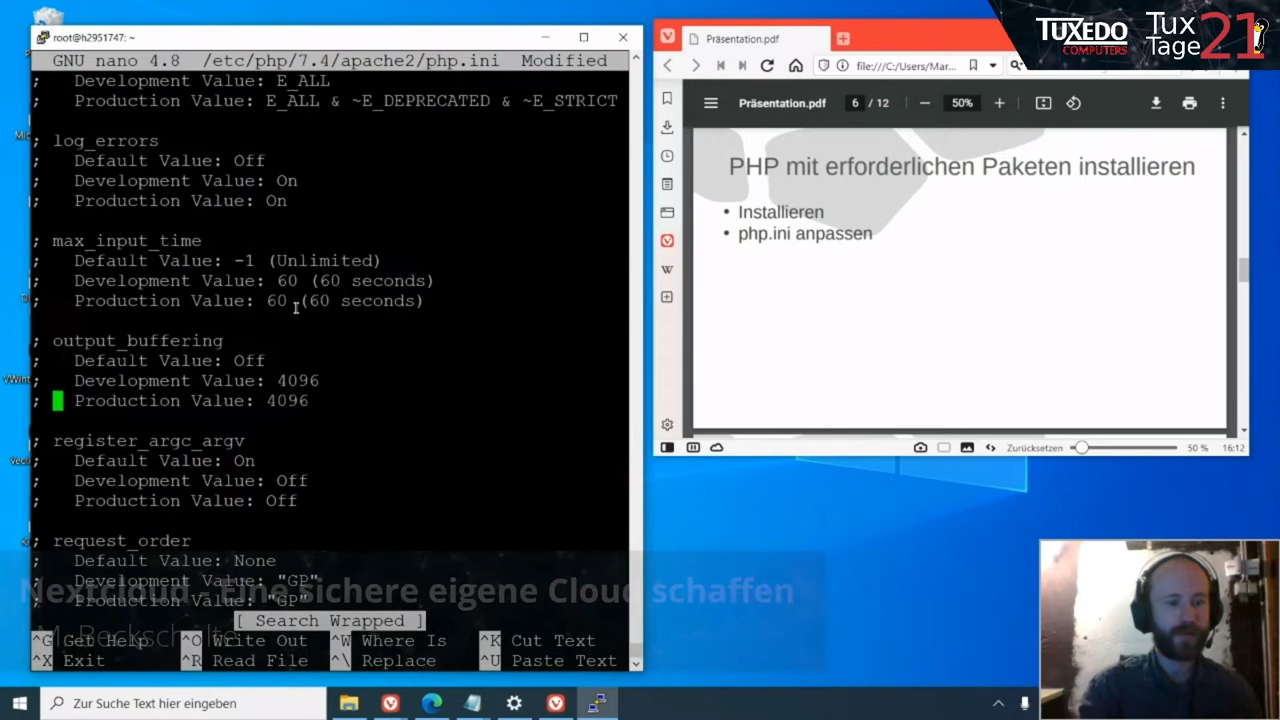 root@h2951747: ~
GNU nano 4.8 /etc/php/7.4/apache2/php.ini Modified
; Development Value: E_ALL
; Production Value: E_ALL & ~E_DEPRECATED & ~E_STRICT
; log_errors
; Default Value: Off
; Development Value: On
; Production Value: On
; max_input_time
; Default Value: -1 (Unlimited)
; Development Value: 60 (60 seconds)
; Production Value: 60 (60 seconds)
; output_buffering
; Default Value: Off
; Development Value: 4096
; Production Value: 4096
; register_argc_argv
; Default Value: On
; Development Value: Off
; Production Value: Off
; request_order
; Default Value: None
; Development Value: "GP"
; Production Value: "GP"
[ Search Wrapped ]
^G Get Help ^O Write Out ^W Where Is ^K Cut Text
^X Exit ^R Read File ^\ Replace ^U Paste Text
Nextcloud - Eine sichere eigene Cloud schaffen
M. Beckschulte
Präsentation.pdf
file:///C:/Users/Mar...
Präsentation.pdf 6 / 12 50%
PHP mit erforderlichen Paketen installieren
• Installieren
• php.ini anpassen
Zurücksetzen 50 % 16:12
TUXEDO
COMPUTERS
Tux
Tage
21
Zur Suche Text hier eingeben